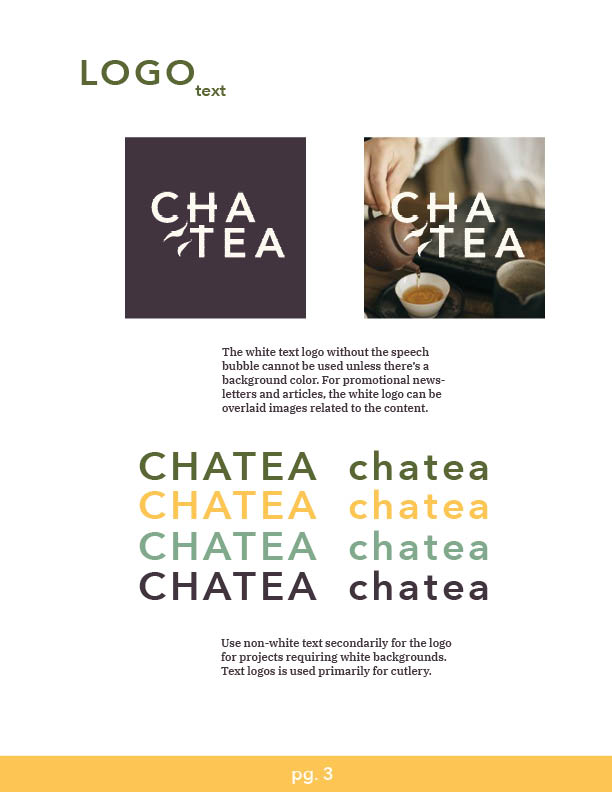 LOGO
text
CHA
TEA
CHA
TEA
The white text logo without the speech
bubble cannot be used unless there's a
background color. For promotional news-
letters and articles, the white logo can be
overlaid images related to the content.
CHATEA chatea
CHATEA chatea
CHATEA chatea
CHATEA chatea
Use non-white text secondarily for the logo
for projects requiring white backgrounds.
Text logos is used primarily for cutlery.
pg. 3